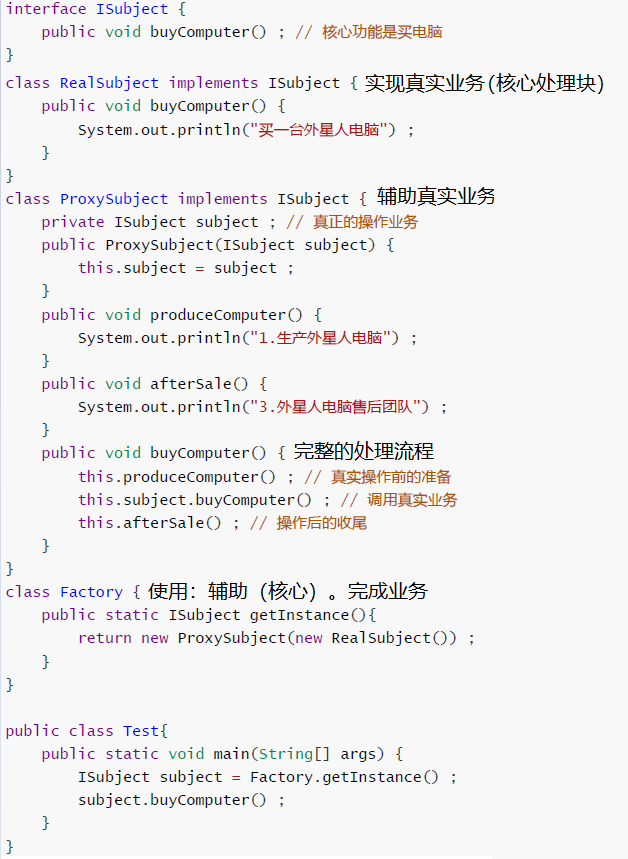 interface ISubject {
    public void buyComputer() ; // 核心功能是买电脑
}
class RealSubject implements ISubject { 实现真实业务(核心处理块)
    public void buyComputer() {
        System.out.println("买一台外星人电脑") ;
    }
}
class ProxySubject implements ISubject { 辅助真实业务
    private ISubject subject ; // 真正的操作业务
    public ProxySubject(ISubject subject) {
        this.subject = subject ;
    }
    public void produceComputer() {
        System.out.println("1.生产外星人电脑") ;
    }
    public void afterSale() {
        System.out.println("3.外星人电脑售后团队") ;
    }
    public void buyComputer() { 完整的处理流程
        this.produceComputer() ; // 真实操作前的准备
        this.subject.buyComputer() ; // 调用真实业务
        this.afterSale() ; // 操作后的收尾
    }
}
class Factory { 使用：辅助（核心）。完成业务
    public static ISubject getInstance(){
        return new ProxySubject(new RealSubject()) ;
    }
}

public class Test{
    public static void main(String[] args) {
        ISubject subject = Factory.getInstance() ;
        subject.buyComputer() ;
    }
}